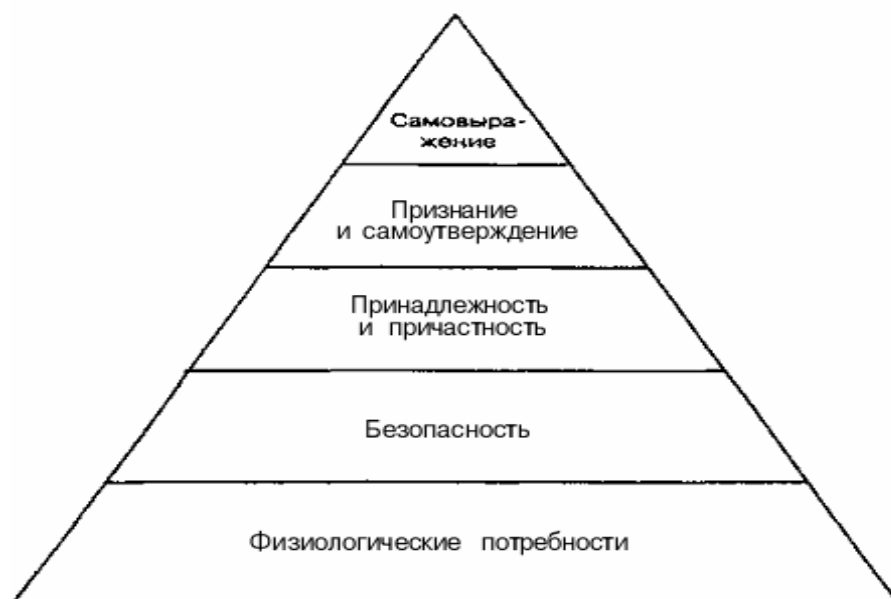 Самовыра-
жение
Признание
и самоутверждение
Принадлежность
и причастность
Безопасность
Физиологические потребности